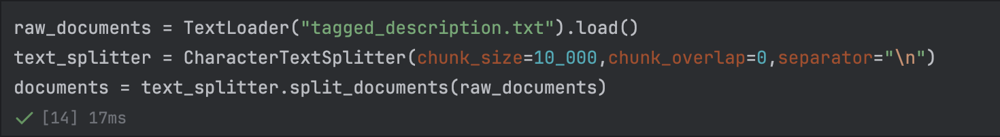 raw_documents = TextLoader("tagged_description.txt").load()
text_splitter = CharacterTextSplitter(chunk_size=10_000,chunk_overlap=0,separator="\n")
documents = text_splitter.split_documents(raw_documents)
[14] 17ms